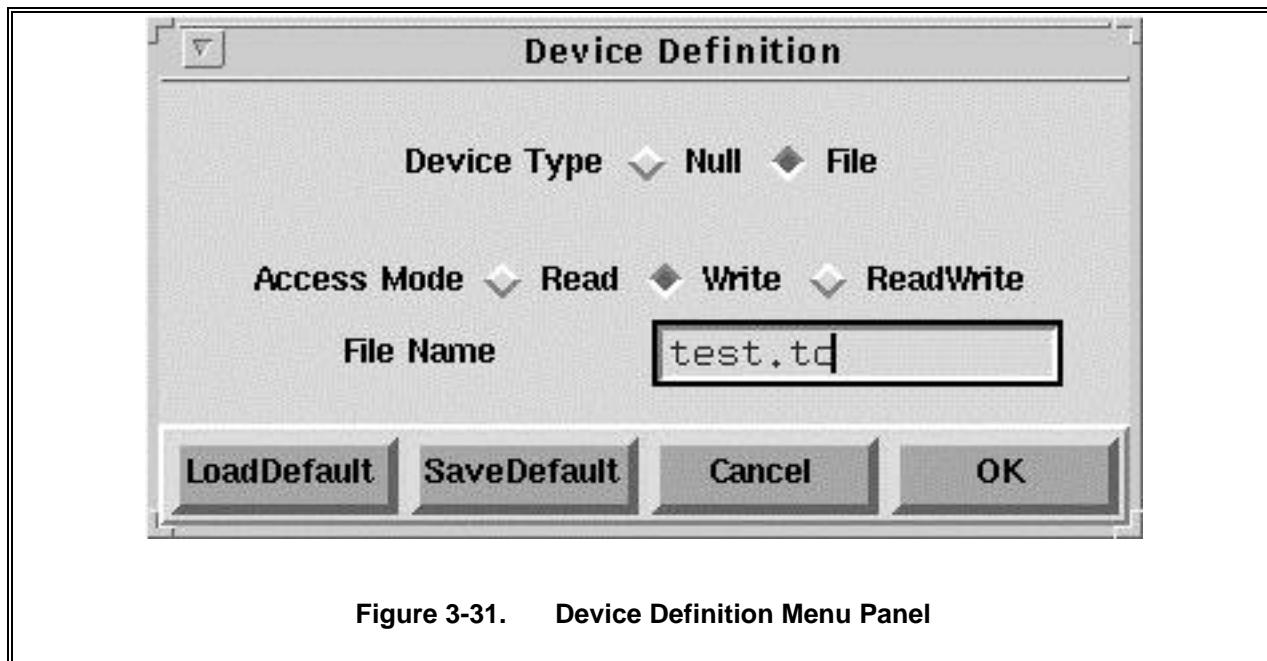 Device Definition
Device Type Null File
Access Mode Read Write ReadWrite
File Name test.td
LoadDefault SaveDefault Cancel OK
Figure 3-31. Device Definition Menu Panel